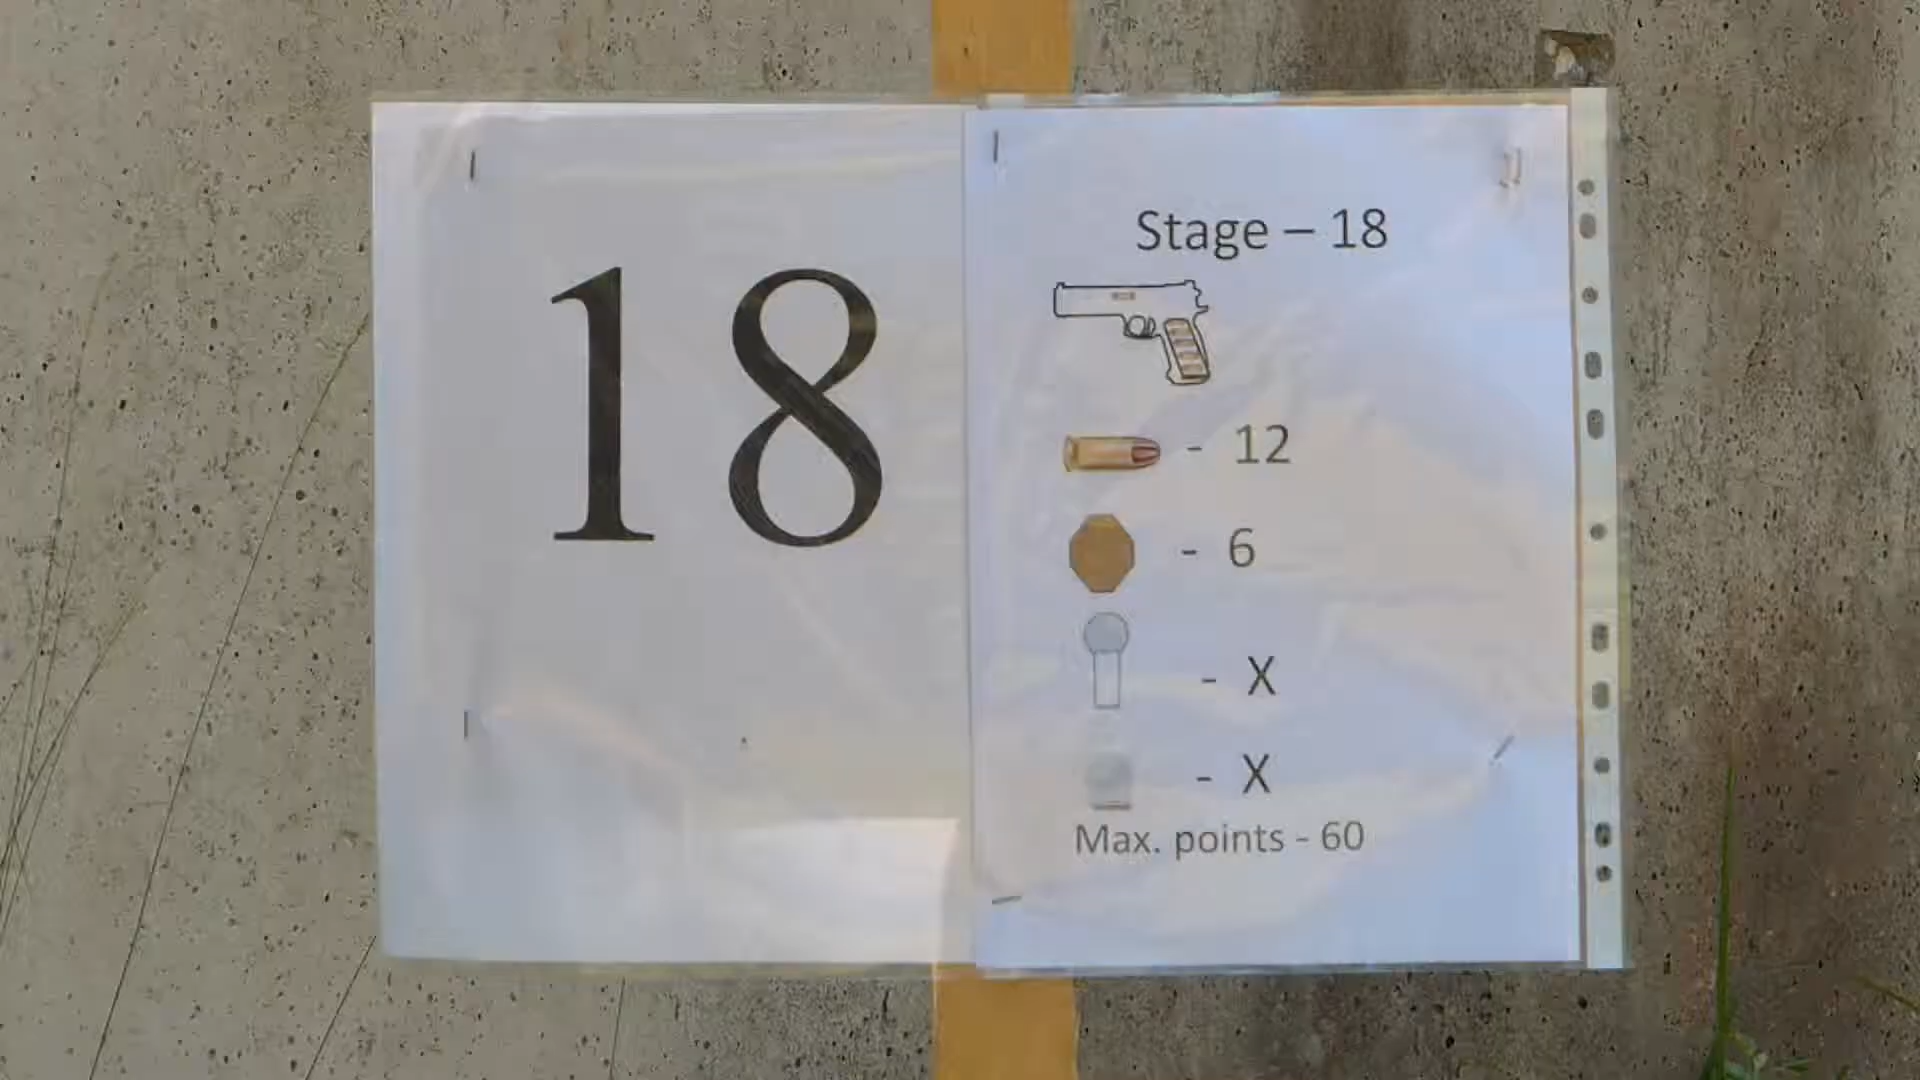 18
Stage – 18
- 12
- 6
- X
- X
Max. points - 60